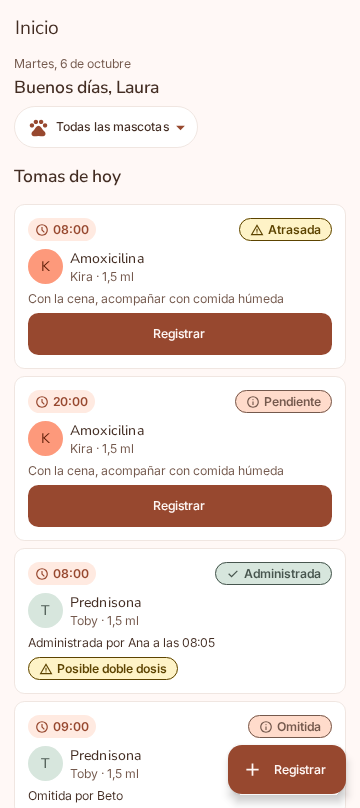 Inicio
Martes, 6 de octubre
Buenos días, Laura
Todas las mascotas
Tomas de hoy
08:00 Atrasada
K Amoxicilina
Kira · 1,5 ml
Con la cena, acompañar con comida húmeda
Registrar
20:00 Pendiente
K Amoxicilina
Kira · 1,5 ml
Con la cena, acompañar con comida húmeda
Registrar
08:00 Administrada
T Prednisona
Toby · 1,5 ml
Administrada por Ana a las 08:05
Posible doble dosis
09:00 Omitida
T Prednisona
Toby · 1,5 ml
Registrar
Omitida por Beto